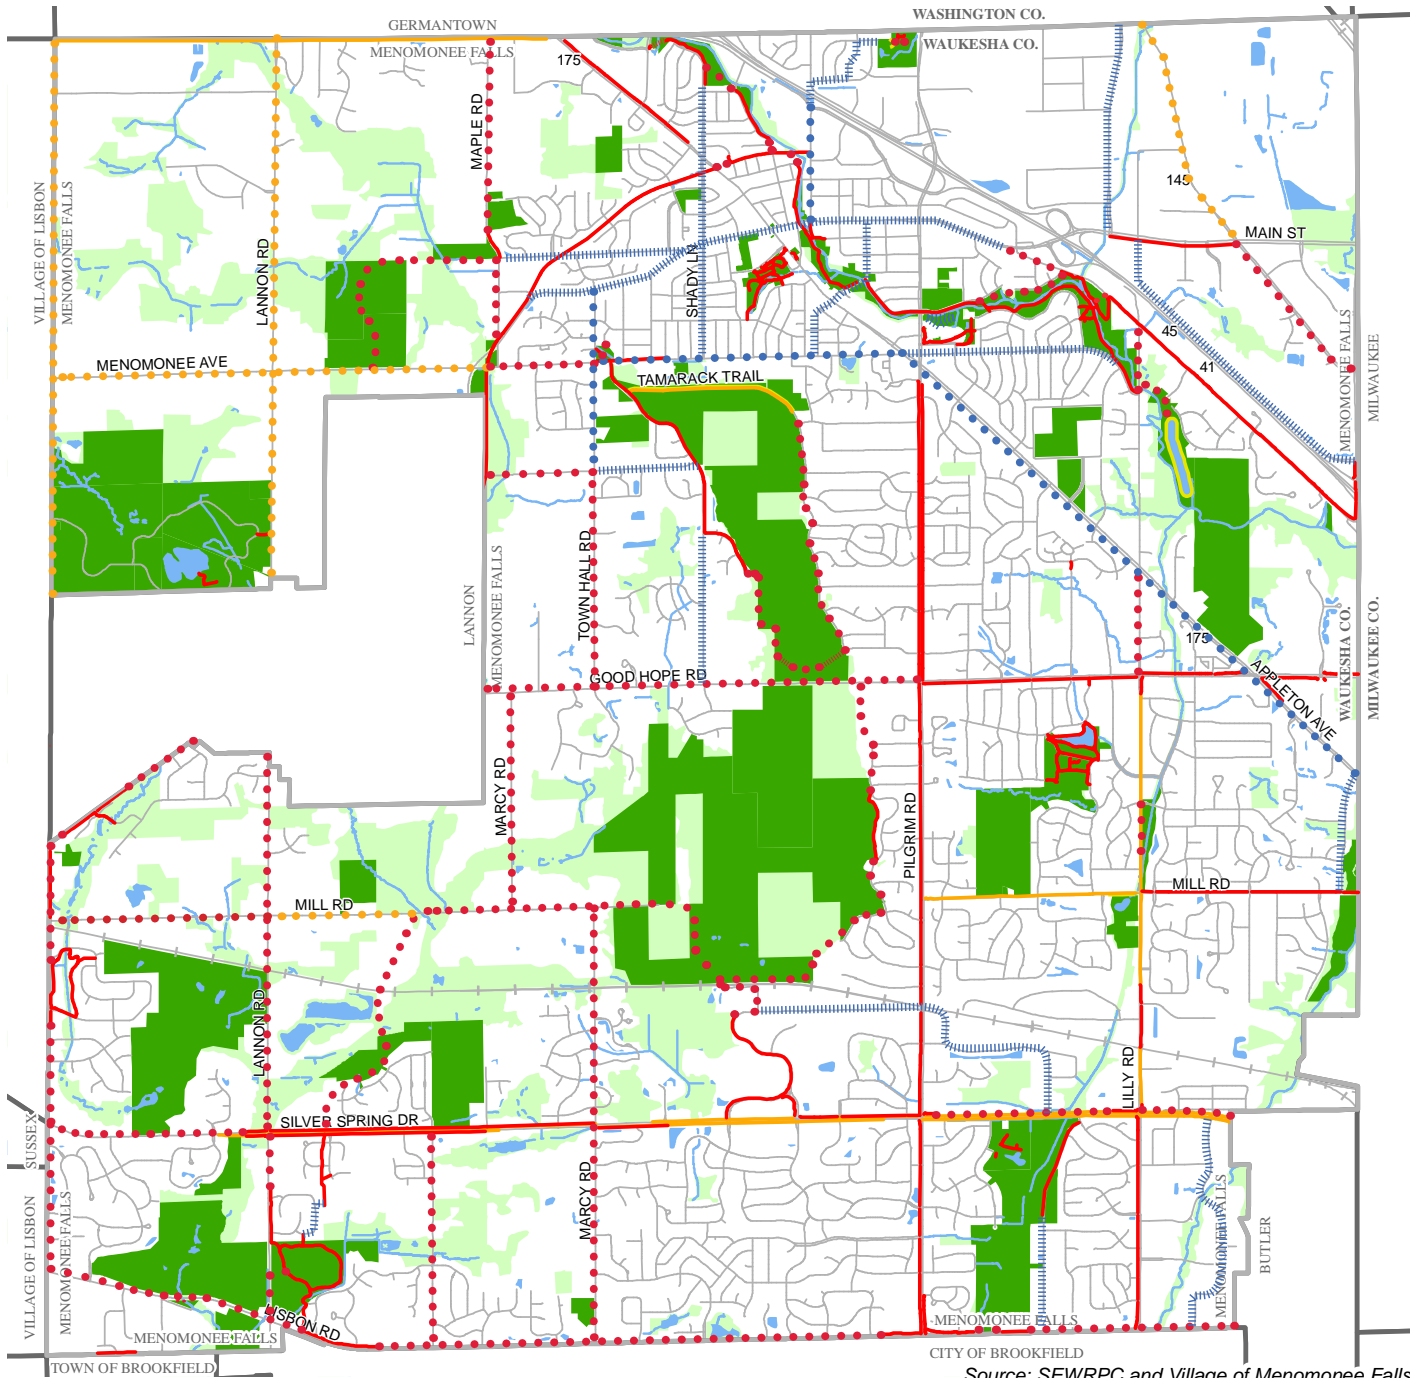 WASHINGTON CO.
GERMANTOWN
WAUKESHA CO.
MENOMONEE FALLS
175
MAPLE RD
145
VILLAGE OF LISBON
MENOMONEE FALLS
LANNON RD
SHADY LN
MAIN ST
45
41
MENOMONEE FALLS
MILWAUKEE
MENOMONEE AVE
TAMARACK TRAIL
LANNON
MENOMONEE FALLS
TOWN HALL RD
175
WAUKESHA CO.
MILWAUKEE CO.
GOOD HOPE RD
APPLETON AVE
MARCY RD
PILGRIM RD
MILL RD
MILL RD
LANNON RD
LILLY RD
SILVER SPRING DR
SUSSEX
MARCY RD
VILLAGE OF LISBON
MENOMONEE FALLS
MENOMONEE FALLS
BUTLER
LISBON RD
MENOMONEE FALLS
MENOMONEE FALLS
CITY OF BROOKFIELD
TOWN OF BROOKFIELD
Source: SEWRPC and Village of Menomonee Falls